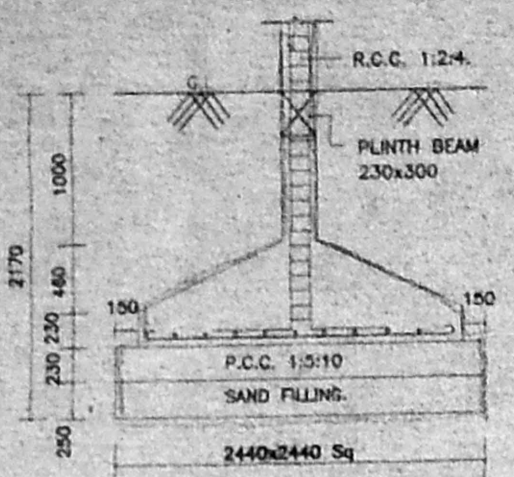 R.C.C. 1:2:4.
PLINTH BEAM
230x300
1000
2170
460
150
150
230
230
P.C.C. 1:5:10
SAND FILLING.
250
2440x2440 Sq